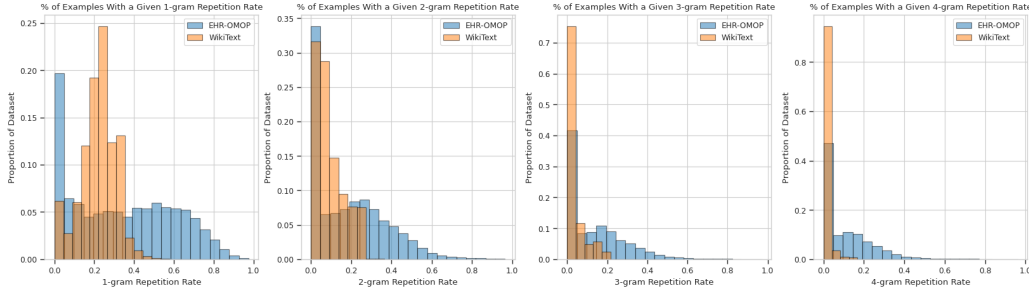 % of Examples With a Given 1-gram Repetition Rate
EHR-OMOP
WikiText
Proportion of Dataset
0.25
0.20
0.15
0.10
0.05
0.00
0.0 0.2 0.4 0.6 0.8 1.0
1-gram Repetition Rate
% of Examples With a Given 2-gram Repetition Rate
EHR-OMOP
WikiText
Proportion of Dataset
0.35
0.30
0.25
0.20
0.15
0.10
0.05
0.00
0.0 0.2 0.4 0.6 0.8 1.0
2-gram Repetition Rate
% of Examples With a Given 3-gram Repetition Rate
EHR-OMOP
WikiText
Proportion of Dataset
0.7
0.6
0.5
0.4
0.3
0.2
0.1
0.0
0.0 0.2 0.4 0.6 0.8 1.0
3-gram Repetition Rate
% of Examples With a Given 4-gram Repetition Rate
EHR-OMOP
WikiText
Proportion of Dataset
0.8
0.6
0.4
0.2
0.0
0.0 0.2 0.4 0.6 0.8 1.0
4-gram Repetition Rate